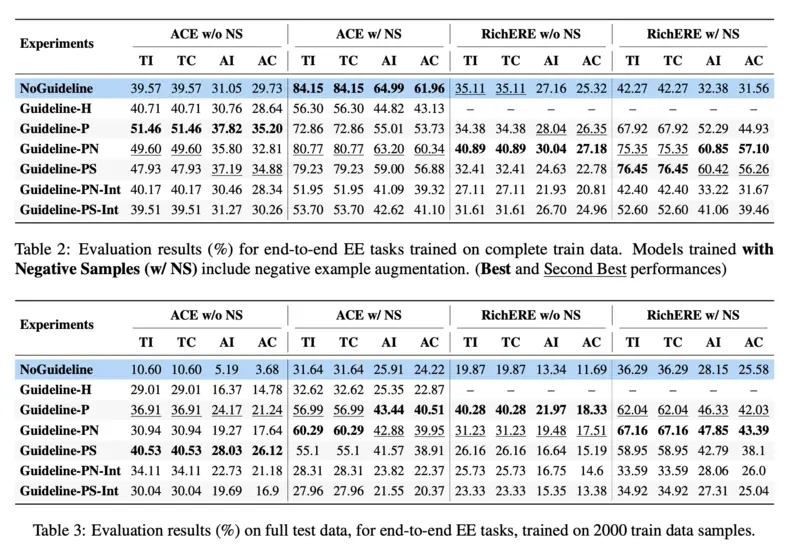 Experiments ACE w/o NS ACE w/ NS RichERE w/o NS RichERE w/ NS
TI TC AI AC TI TC AI AC TI TC AI AC TI TC AI AC
NoGuideline 39.57 39.57 31.05 29.73 84.15 84.15 64.99 61.96 35.11 35.11 27.16 25.32 42.27 42.27 32.38 31.56
Guideline-H 40.71 40.71 30.76 28.64 56.30 56.30 44.82 43.13 – – – – – – – –
Guideline-P 51.46 51.46 37.82 35.20 72.86 72.86 55.01 53.73 34.38 34.38 28.04 26.35 67.92 67.92 52.29 44.93
Guideline-PN 49.60 49.60 35.80 32.81 80.77 80.77 63.20 60.34 40.89 40.89 30.04 27.18 75.35 75.35 60.85 57.10
Guideline-PS 47.93 47.93 37.19 34.88 79.23 79.23 59.00 56.88 32.41 32.41 24.63 22.78 76.45 76.45 60.42 56.26
Guideline-PN-Int 40.17 40.17 30.46 28.34 51.95 51.95 41.09 39.32 27.11 27.11 21.93 20.81 42.40 42.40 33.22 31.67
Guideline-PS-Int 39.51 39.51 31.27 30.26 53.70 53.70 42.62 41.10 31.61 31.61 26.70 24.96 52.60 52.60 41.06 39.46
Table 2: Evaluation results (%) for end-to-end EE tasks trained on complete train data. Models trained with
Negative Samples (w/ NS) include negative example augmentation. (Best and Second Best performances)
Experiments ACE w/o NS ACE w/ NS RichERE w/o NS RichERE w/ NS
TI TC AI AC TI TC AI AC TI TC AI AC TI TC AI AC
NoGuideline 10.60 10.60 5.19 3.68 31.64 31.64 25.91 24.22 19.87 19.87 13.34 11.69 36.29 36.29 28.15 25.58
Guideline-H 29.01 29.01 16.37 14.78 32.62 32.62 25.35 22.87 – – – – – – – –
Guideline-P 36.91 36.91 24.17 21.24 56.99 56.99 43.44 40.51 40.28 40.28 21.97 18.33 62.04 62.04 46.33 42.03
Guideline-PN 30.94 30.94 19.27 17.64 60.29 60.29 42.88 39.95 31.23 31.23 19.48 17.51 67.16 67.16 47.85 43.39
Guideline-PS 40.53 40.53 28.03 26.12 55.1 55.1 41.57 38.91 26.16 26.16 16.64 15.19 58.95 58.95 42.79 38.1
Guideline-PN-Int 34.11 34.11 22.73 21.18 28.31 28.31 23.82 22.37 25.73 25.73 16.75 14.6 33.59 33.59 28.06 26.0
Guideline-PS-Int 30.04 30.04 19.69 16.9 27.96 27.96 21.55 20.37 23.33 23.33 15.35 13.38 34.92 34.92 27.31 25.04
Table 3: Evaluation results (%) on full test data, for end-to-end EE tasks, trained on 2000 train data samples.